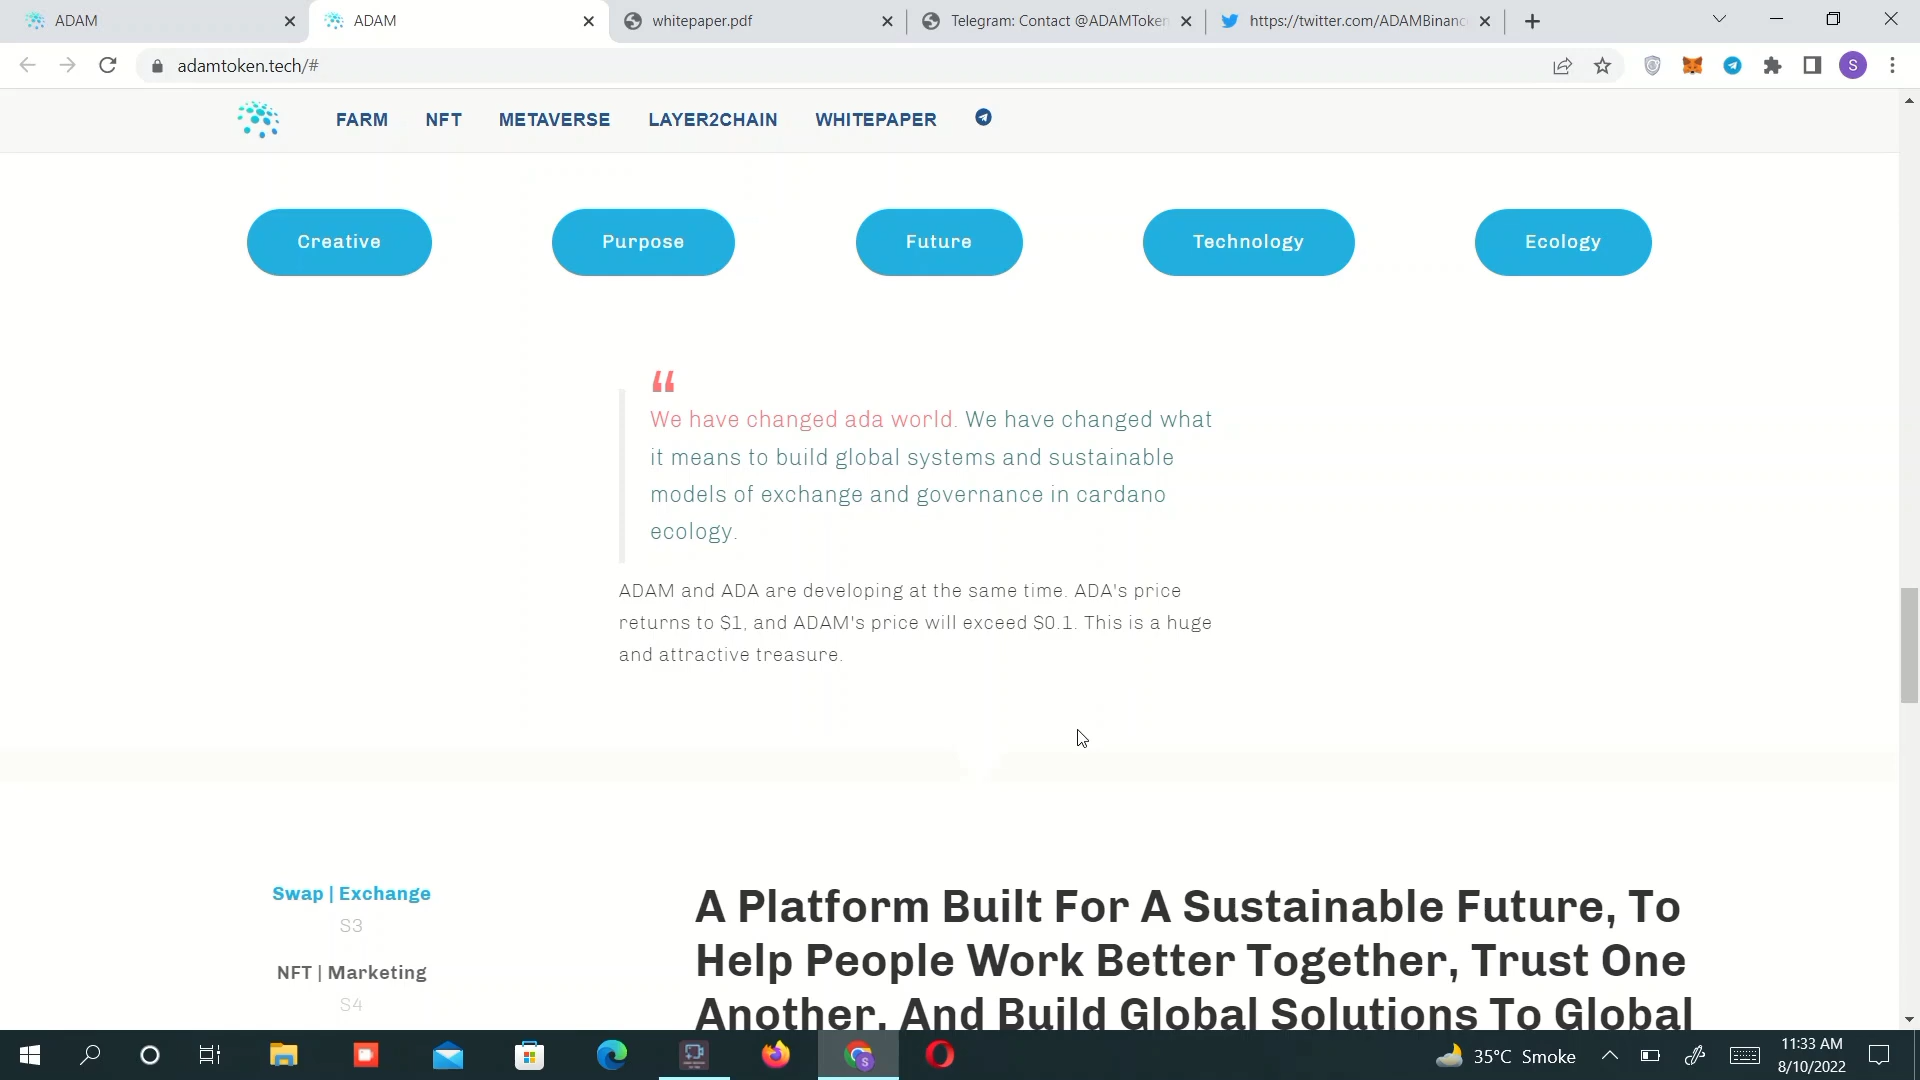 ADAM
ADAM
whitepaper.pdf
Telegram: Contact @ADAMToken
https://twitter.com/ADAMBinanc
adamtoken.tech/#
S
FARM NFT METAVERSE LAYER2CHAIN WHITEPAPER
Creative Purpose Future Technology Ecology
“
We have changed ada world. We have changed what
it means to build global systems and sustainable
models of exchange and governance in cardano
ecology.
ADAM and ADA are developing at the same time. ADA's price
returns to $1, and ADAM's price will exceed $0.1. This is a huge
and attractive treasure.
Swap | Exchange
S3
NFT | Marketing
S4
A Platform Built For A Sustainable Future, To
Help People Work Better Together, Trust One
Another, And Build Global Solutions To Global
35°C Smoke
11:33 AM
8/10/2022